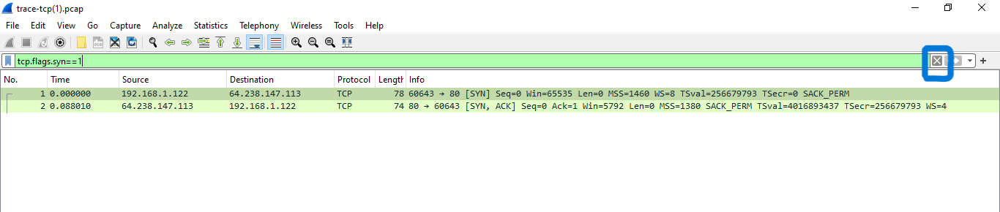 trace-tcp(1).pcap
File Edit View Go Capture Analyze Statistics Telephony Wireless Tools Help
tcp.flags.syn==1
No. Time Source Destination Protocol Length Info
1 0.000000 192.168.1.122 64.238.147.113 TCP 78 60643 → 80 [SYN] Seq=0 Win=65535 Len=0 MSS=1460 WS=8 TSval=256679793 TSecr=0 SACK_PERM
2 0.088010 64.238.147.113 192.168.1.122 TCP 74 80 → 60643 [SYN, ACK] Seq=0 Ack=1 Win=5792 Len=0 MSS=1380 SACK_PERM TSval=4016893437 TSecr=256679793 WS=4